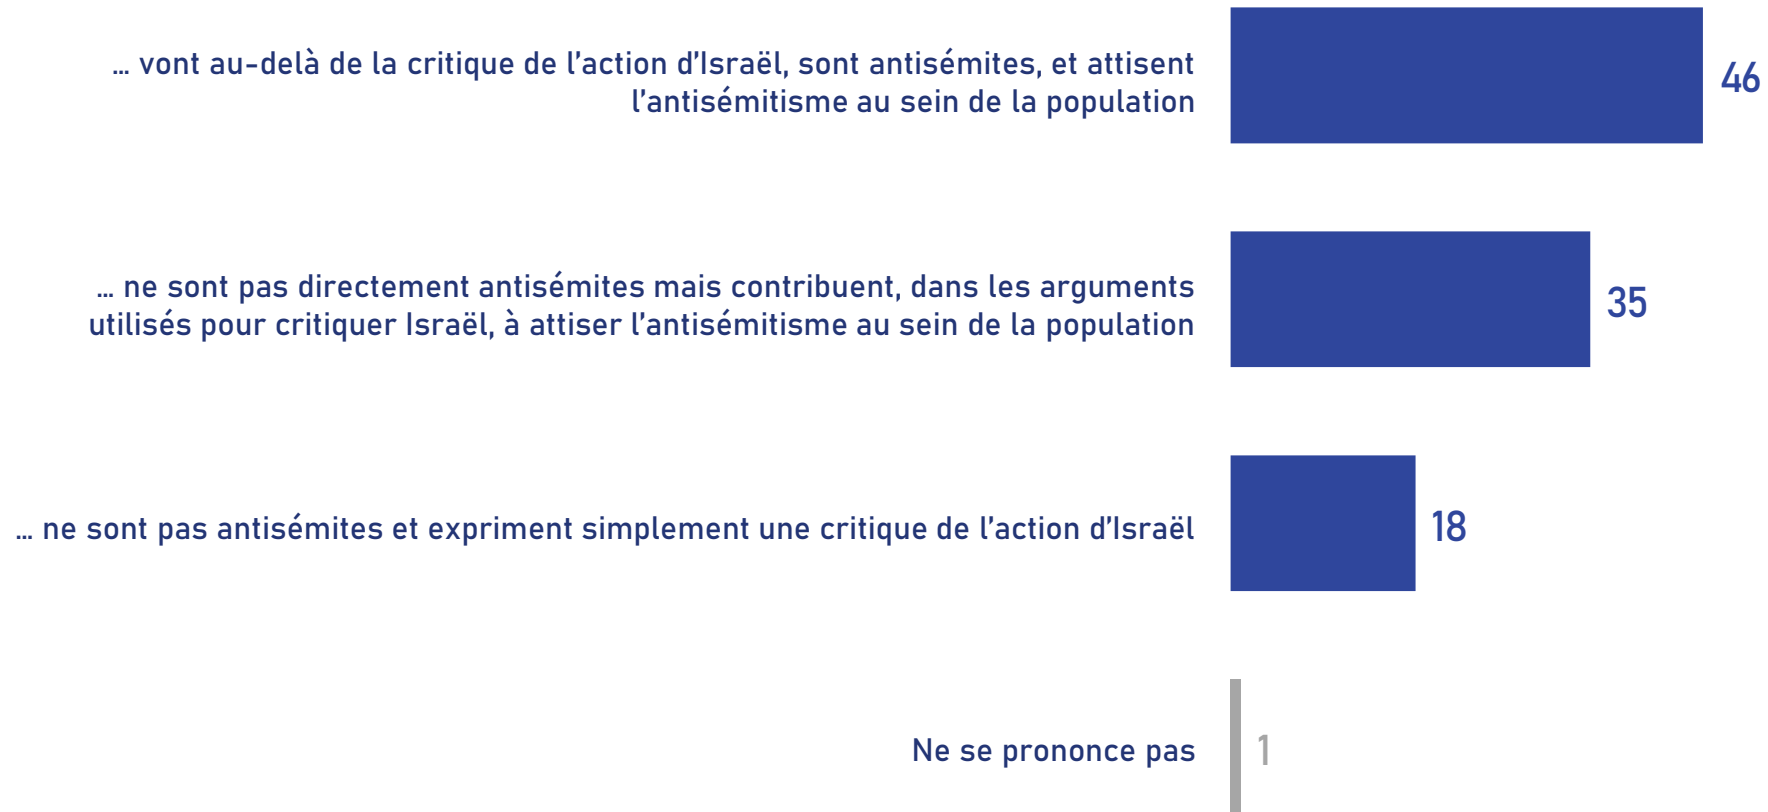 … vont au-delà de la critique de l’action d’Israël, sont antisémites, et attisent
l’antisémitisme au sein de la population
46
… ne sont pas directement antisémites mais contribuent, dans les arguments
utilisés pour critiquer Israël, à attiser l’antisémitisme au sein de la population
35
… ne sont pas antisémites et expriment simplement une critique de l’action d’Israël
18
Ne se prononce pas
1